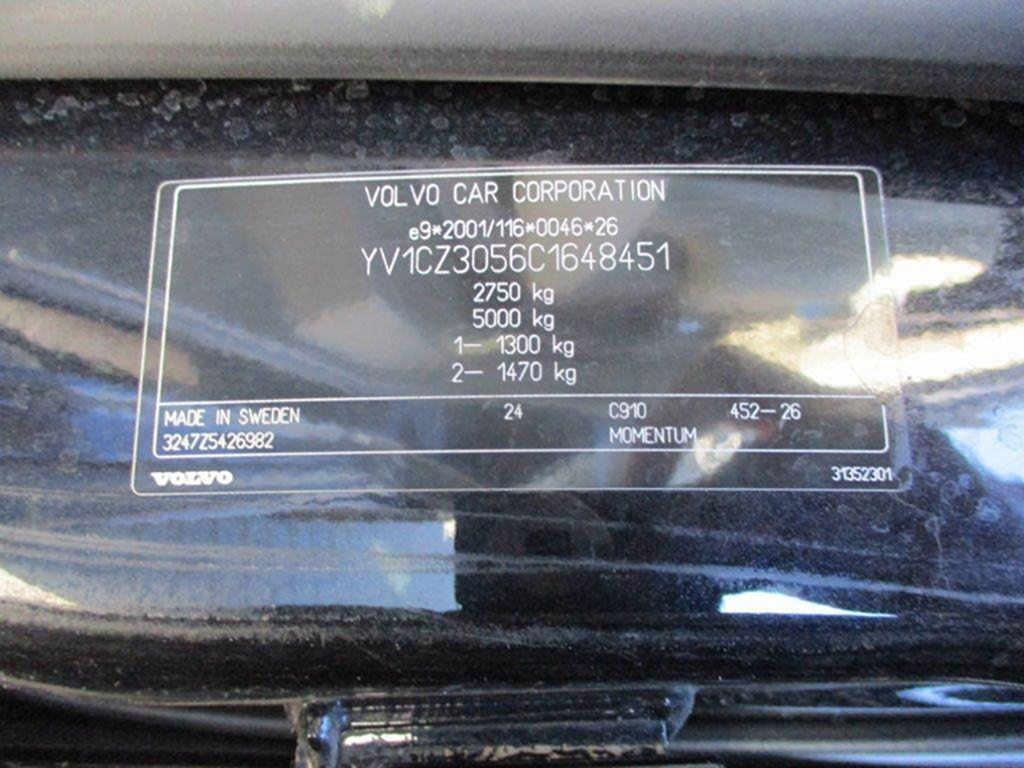 VOLVO CAR CORPORATION
e9*2001/116*0046*26
YV1CZ3056C1648451
2750 kg
5000 kg
1- 1300 kg
2- 1470 kg
MADE IN SWEDEN 24 C910 452-26
3247Z5426982 MOMENTUM
VOLVO 31352301